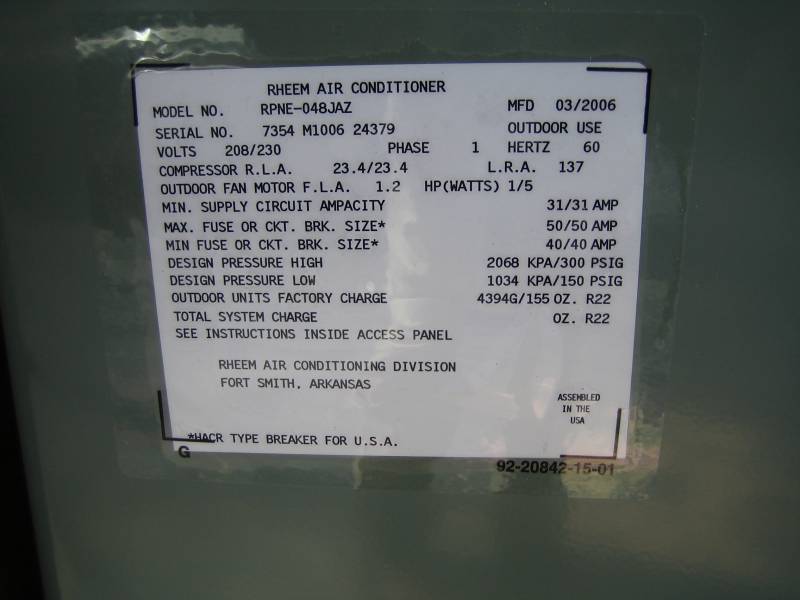 RHEEM AIR CONDITIONER
MODEL NO. RPNE-048JAZ MFD 03/2006
SERIAL NO. 7354 M1006 24379 OUTDOOR USE
VOLTS 208/230 PHASE 1 HERTZ 60
COMPRESSOR R.L.A. 23.4/23.4 L.R.A. 137
OUTDOOR FAN MOTOR F.L.A. 1.2 HP(WATTS) 1/5
MIN. SUPPLY CIRCUIT AMPACITY 31/31 AMP
MAX. FUSE OR CKT. BRK. SIZE* 50/50 AMP
MIN FUSE OR CKT. BRK. SIZE* 40/40 AMP
DESIGN PRESSURE HIGH 2068 KPA/300 PSIG
DESIGN PRESSURE LOW 1034 KPA/150 PSIG
OUTDOOR UNITS FACTORY CHARGE 4394G/155 OZ. R22
TOTAL SYSTEM CHARGE OZ. R22
SEE INSTRUCTIONS INSIDE ACCESS PANEL
RHEEM AIR CONDITIONING DIVISION
FORT SMITH, ARKANSAS
ASSEMBLED
IN THE
USA
*HACR TYPE BREAKER FOR U.S.A.
G 92-20842-15-01